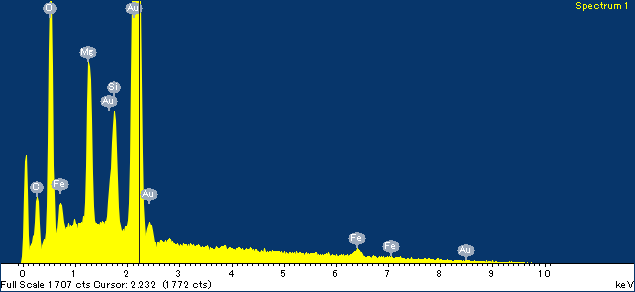 Spectrum 1
O
Au
Mg
Si
Au
C
Fe
Au
Fe
Fe
Au
0 1 2 3 4 5 6 7 8 9 10
Full Scale 1707 cts Cursor: 2.232 (1772 cts)
keV